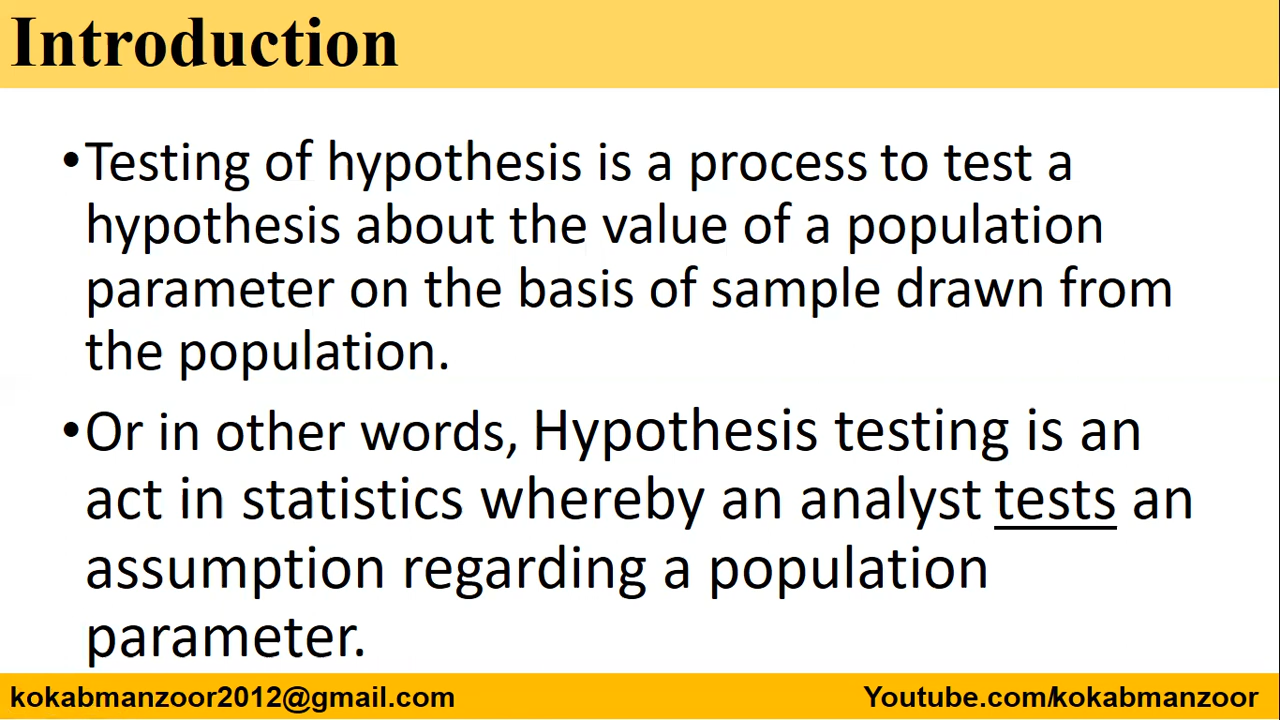 Introduction
•Testing of hypothesis is a process to test a
hypothesis about the value of a population
parameter on the basis of sample drawn from
the population.
•Or in other words, Hypothesis testing is an
act in statistics whereby an analyst tests an
assumption regarding a population
parameter.
kokabmanzoor2012@gmail.com
Youtube.com/kokabmanzoor